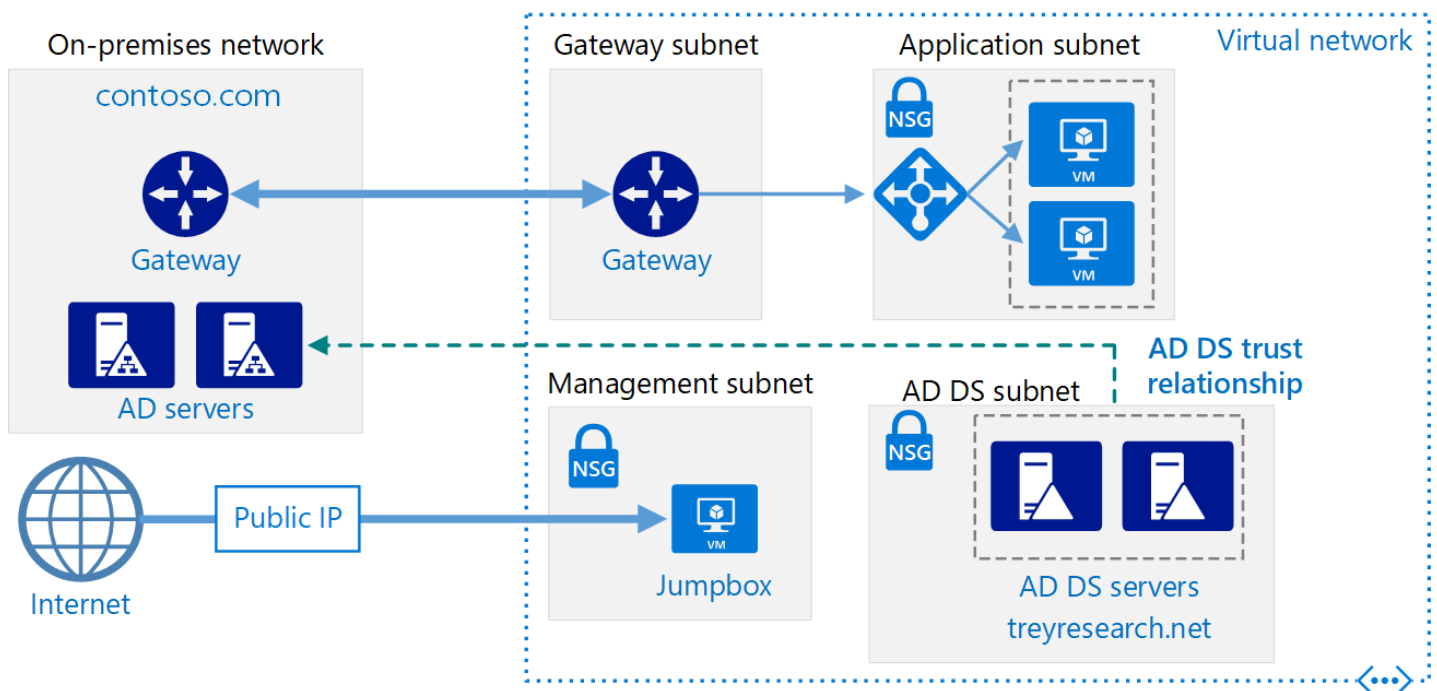 On-premises network
contoso.com
Gateway
AD servers
Internet
Public IP
Virtual network
Gateway subnet
Gateway
Application subnet
NSG
VM
VM
AD DS trust
relationship
Management subnet
NSG
VM
Jumpbox
AD DS subnet
NSG
AD DS servers
treyresearch.net